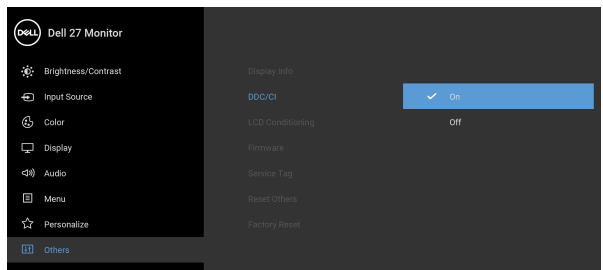 DELL Dell 27 Monitor
Brightness/Contrast
Display Info
Input Source
DDC/CI
On
Color
LCD Conditioning
Off
Display
Firmware
Audio
Service Tag
Menu
Reset Others
Personalize
Factory Reset
Others